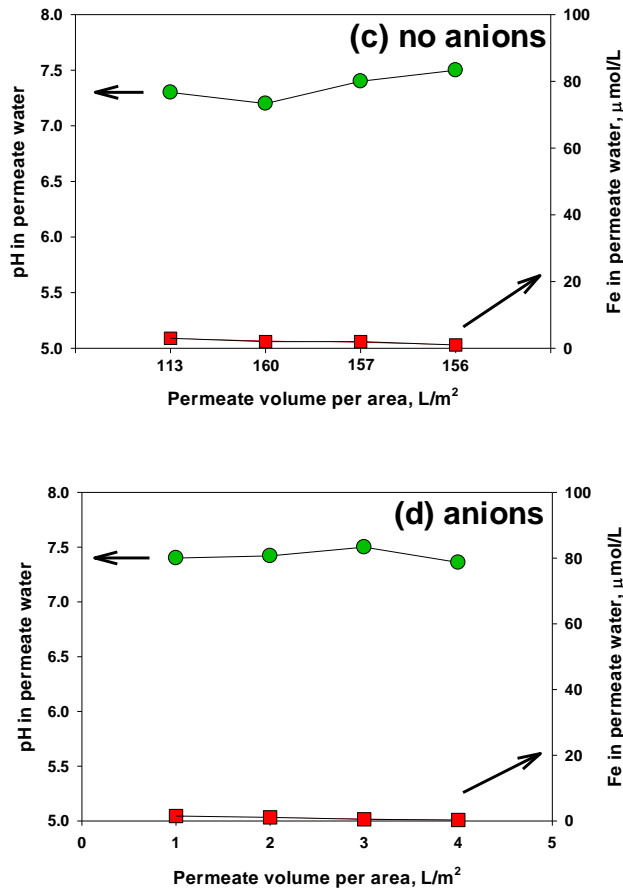 (c) no anions
8.0
7.5
7.0
6.5
6.0
5.5
5.0
pH in permeate water
100
80
60
40
20
0
Fe in permeate water, μmol/L
113 160 157 156
Permeate volume per area, L/m²
(d) anions
8.0
7.5
7.0
6.5
6.0
5.5
5.0
pH in permeate water
100
80
60
40
20
0
Fe in permeate water, μmol/L
0 1 2 3 4 5
Permeate volume per area, L/m²